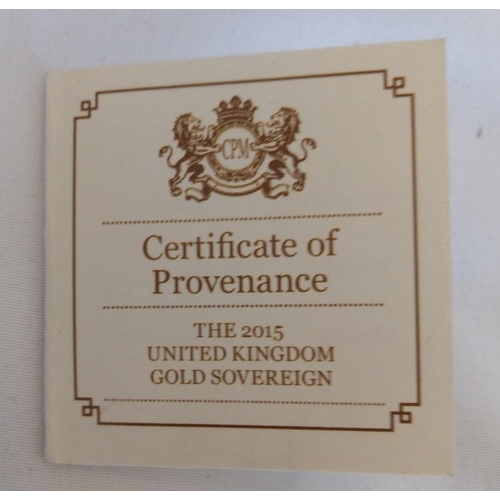 CPM
Certificate of
Provenance
THE 2015
UNITED KINGDOM
GOLD SOVEREIGN